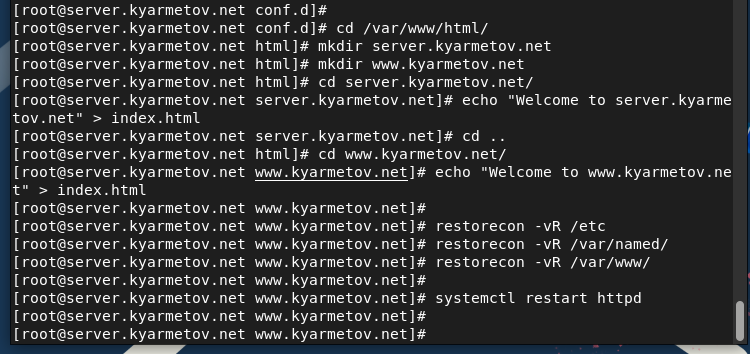 [root@server.kyarmetov.net conf.d]#
[root@server.kyarmetov.net conf.d]# cd /var/www/html/
[root@server.kyarmetov.net html]# mkdir server.kyarmetov.net
[root@server.kyarmetov.net html]# mkdir www.kyarmetov.net
[root@server.kyarmetov.net html]# cd server.kyarmetov.net/
[root@server.kyarmetov.net server.kyarmetov.net]# echo "Welcome to server.kyarme
tov.net" > index.html
[root@server.kyarmetov.net server.kyarmetov.net]# cd ..
[root@server.kyarmetov.net html]# cd www.kyarmetov.net/
[root@server.kyarmetov.net www.kyarmetov.net]# echo "Welcome to www.kyarmetov.ne
t" > index.html
[root@server.kyarmetov.net www.kyarmetov.net]#
[root@server.kyarmetov.net www.kyarmetov.net]# restorecon -vR /etc
[root@server.kyarmetov.net www.kyarmetov.net]# restorecon -vR /var/named/
[root@server.kyarmetov.net www.kyarmetov.net]# restorecon -vR /var/www/
[root@server.kyarmetov.net www.kyarmetov.net]#
[root@server.kyarmetov.net www.kyarmetov.net]# systemctl restart httpd
[root@server.kyarmetov.net www.kyarmetov.net]#
[root@server.kyarmetov.net www.kyarmetov.net]#